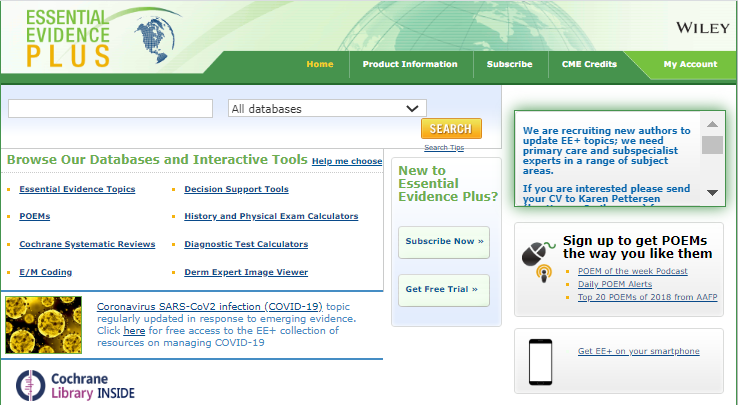 ESSENTIAL
EVIDENCE
PLUS
WILEY
Home
Product Information
Subscribe
CME Credits
My Account
All databases
SEARCH
Search Tips
Browse Our Databases and Interactive Tools Help me choose
Essential Evidence Topics
Decision Support Tools
POEMs
History and Physical Exam Calculators
Cochrane Systematic Reviews
Diagnostic Test Calculators
E/M Coding
Derm Expert Image Viewer
Coronavirus SARS-CoV2 infection (COVID-19) topic
regularly updated in response to emerging evidence.
Click here for free access to the EE+ collection of
resources on managing COVID-19
Cochrane
Library INSIDE
New to
Essential
Evidence Plus?
Subscribe Now »
Get Free Trial »
We are recruiting new authors to
update EE+ topics; we need
primary care and subspecialist
experts in a range of subject
areas.
If you are interested please send
your CV to Karen Pettersen
Sign up to get POEMs
the way you like them
POEM of the week Podcast
Daily POEM Alerts
Top 20 POEMs of 2018 from AAFP
Get EE+ on your smartphone